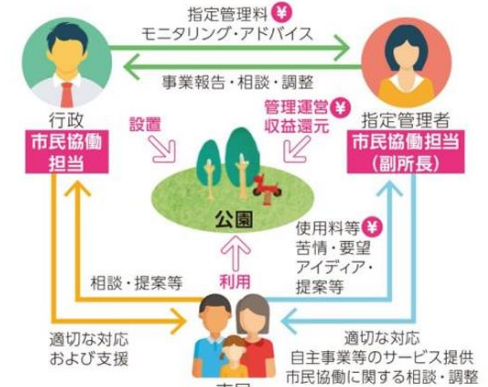 指定管理料¥
モニタリング・アドバイス
事業報告・相談・調整
行政
市民協働
担当
設置
管理運営¥
収益還元
指定管理者
市民協働担当
(副所長)
公園
利用
使用料等¥
苦情・要望
アイディア・
提案等
相談・提案等
適切な対応
および支援
適切な対応
自主事業等のサービス提供
市民協働に関する相談・調整